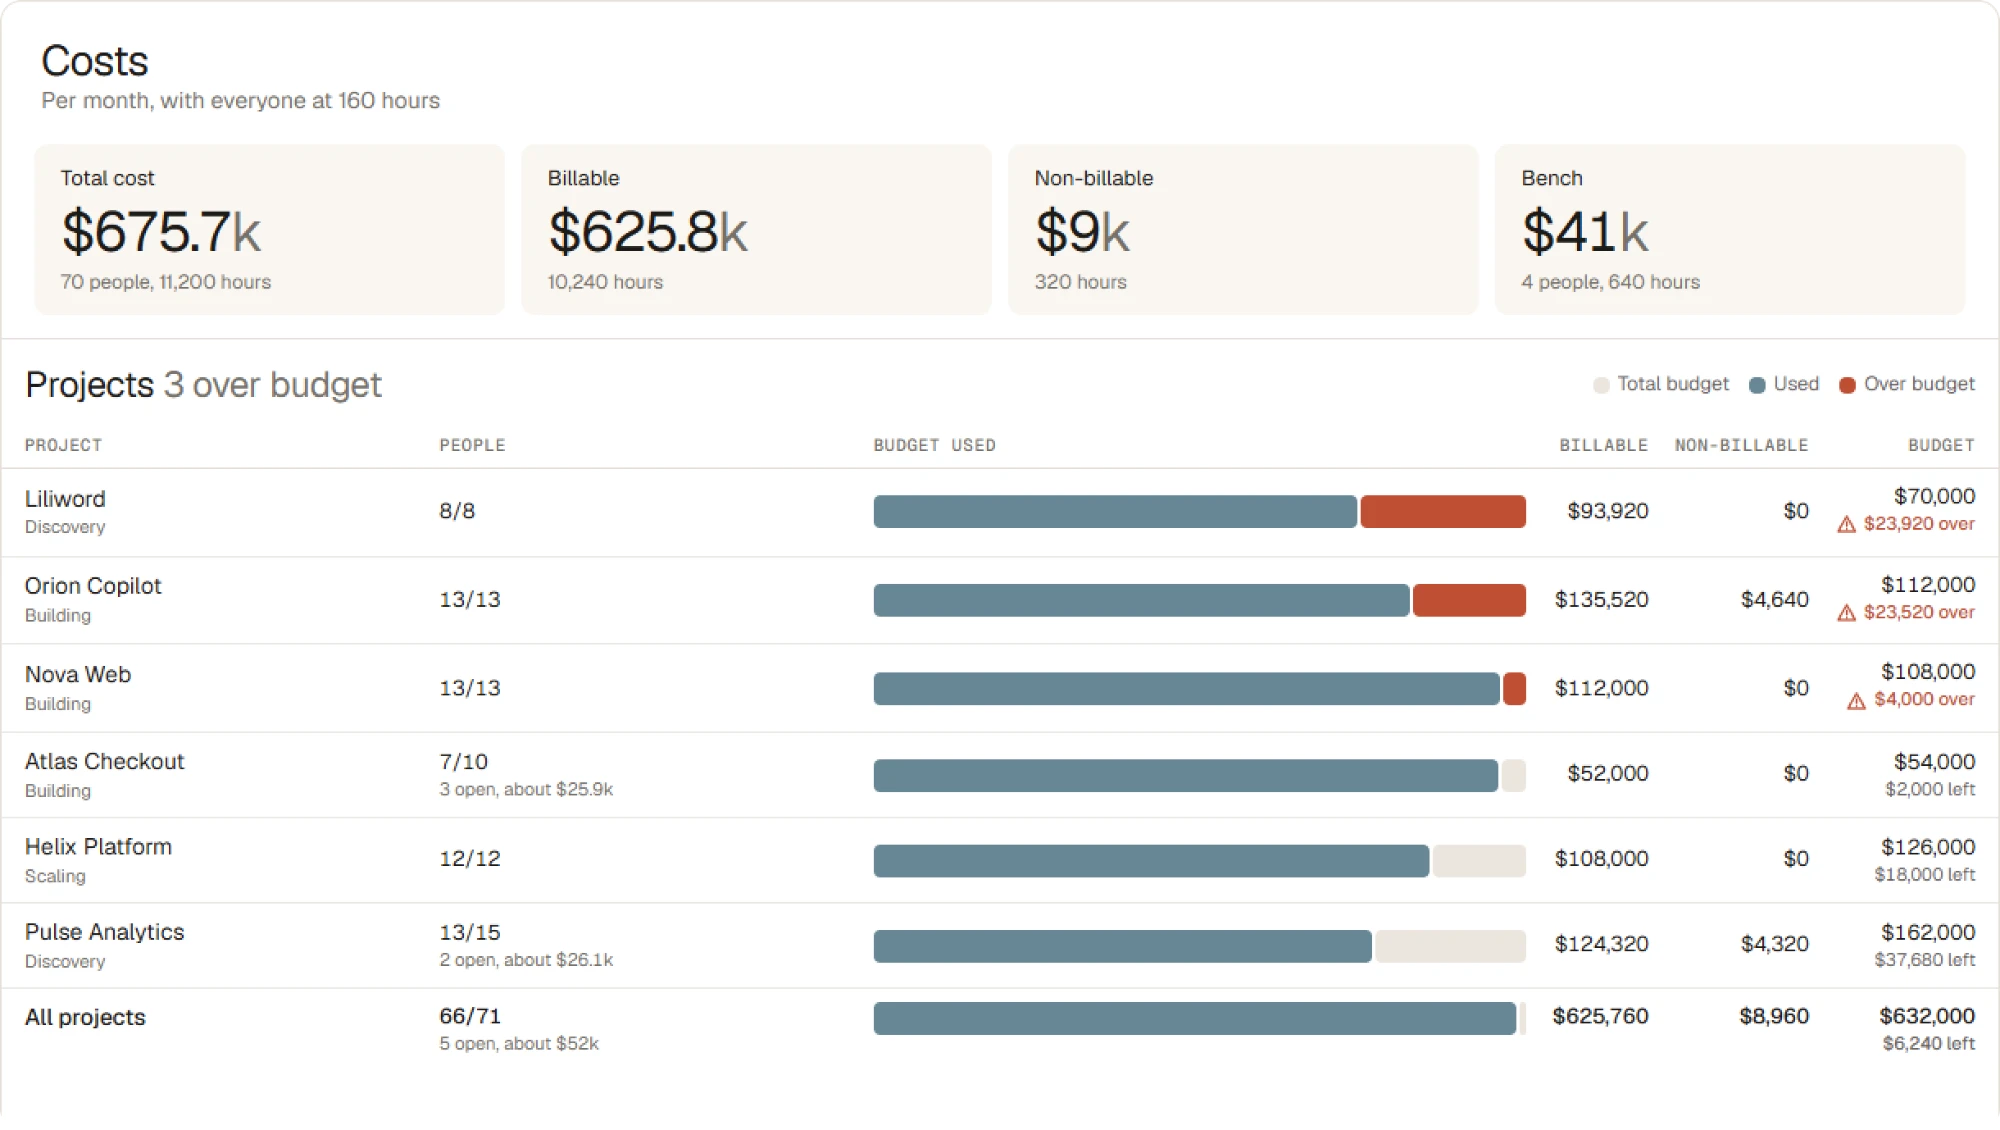 Costs
Per month, with everyone at 160 hours
Total cost
$675.7k
70 people, 11,200 hours
Billable
$625.8k
10,240 hours
Non-billable
$9k
320 hours
Bench
$41k
4 people, 640 hours
Projects 3 over budget
Total budget Used Over budget
PROJECT PEOPLE BUDGET USED BILLABLE NON-BILLABLE BUDGET
Liliword
Discovery
8/8
$93,920
$0
$70,000
$23,920 over
Orion Copilot
Building
13/13
$135,520
$4,640
$112,000
$23,520 over
Nova Web
Building
13/13
$112,000
$0
$108,000
$4,000 over
Atlas Checkout
Building
7/10
3 open, about $25.9k
$52,000
$0
$54,000
$2,000 left
Helix Platform
Scaling
12/12
$108,000
$0
$126,000
$18,000 left
Pulse Analytics
Discovery
13/15
2 open, about $26.1k
$124,320
$4,320
$162,000
$37,680 left
All projects
66/71
5 open, about $52k
$625,760
$8,960
$632,000
$6,240 left